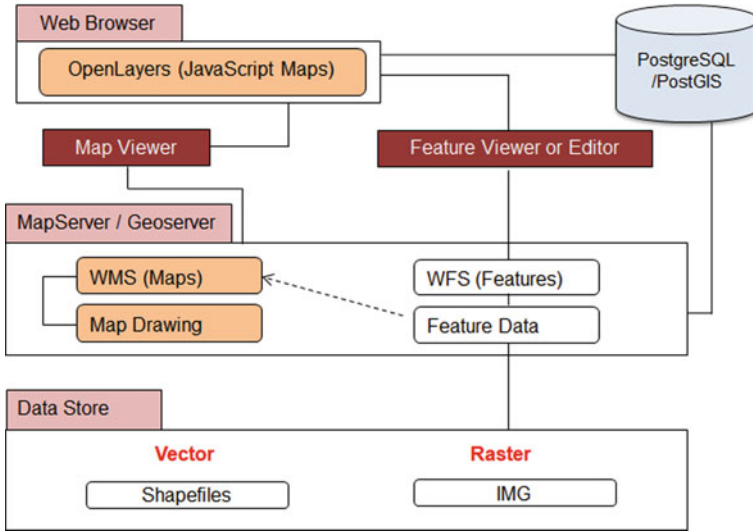 Web Browser
OpenLayers (JavaScript Maps)
PostgreSQL
/PostGIS
Map Viewer
Feature Viewer or Editor
MapServer / Geoserver
WMS (Maps)
WFS (Features)
Map Drawing
Feature Data
Data Store
Vector
Raster
Shapefiles
IMG